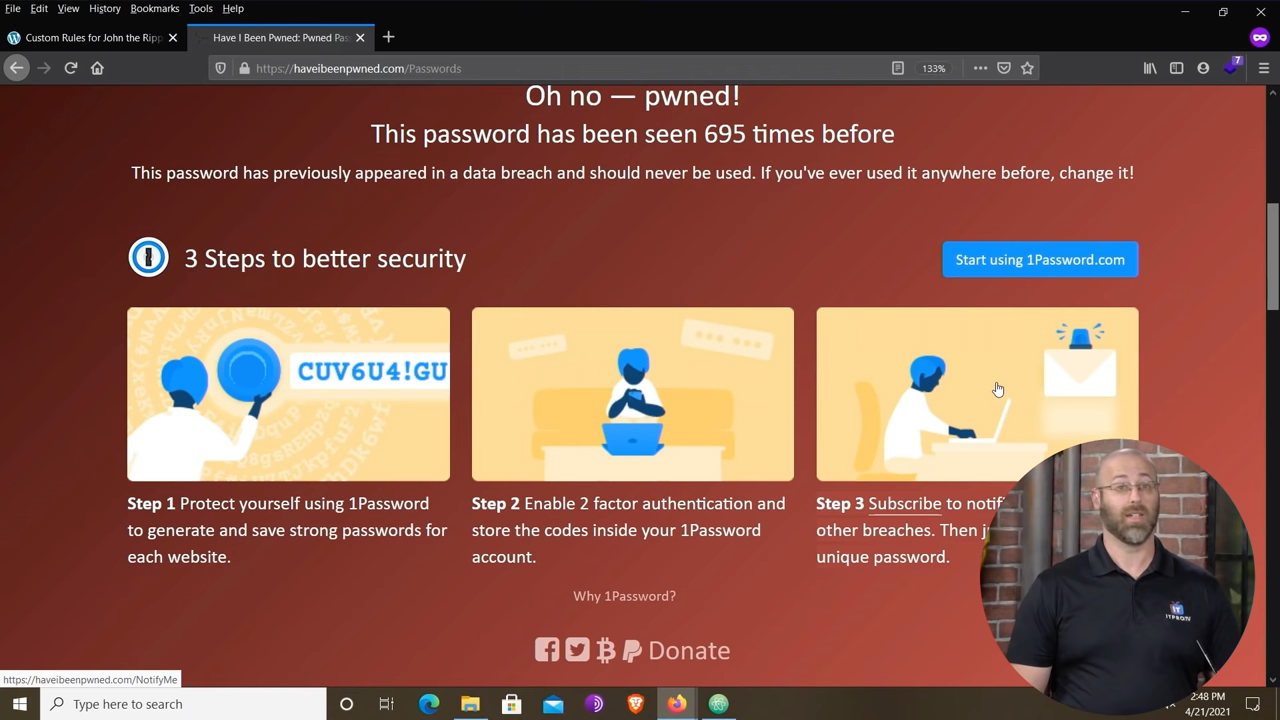 File Edit View History Bookmarks Tools Help
Custom Rules for John the Ripp
Have I Been Pwned: Pwned Pas
https://haveibeenpwned.com/Passwords
133%
7
Oh no — pwned!
This password has been seen 695 times before
This password has previously appeared in a data breach and should never be used. If you've ever used it anywhere before, change it!
3 Steps to better security
Start using 1Password.com
CUV6U4!GU
Step 1 Protect yourself using 1Password
to generate and save strong passwords for
each website.
Step 2 Enable 2 factor authentication and
store the codes inside your 1Password
account.
Step 3 Subscribe to notif
other breaches. Then j
unique password.
Why 1Password?
Donate
ITPROTV
https://haveibeenpwned.com/NotifyMe
Type here to search
2:48 PM
4/21/2021